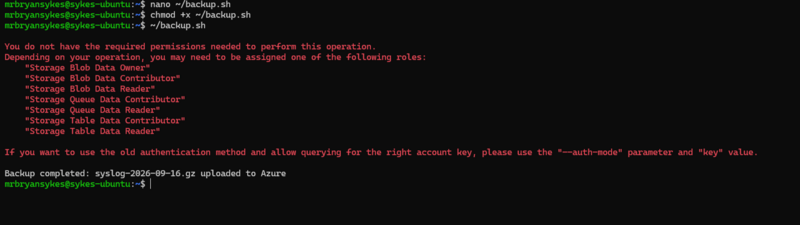 mrbryansykes@sykes-ubuntu:~$ nano ~/backup.sh
mrbryansykes@sykes-ubuntu:~$ chmod +x ~/backup.sh
mrbryansykes@sykes-ubuntu:~$ ~/backup.sh
You do not have the required permissions needed to perform this operation.
Depending on your operation, you may need to be assigned one of the following roles:
"Storage Blob Data Owner"
"Storage Blob Data Contributor"
"Storage Blob Data Reader"
"Storage Queue Data Contributor"
"Storage Queue Data Reader"
"Storage Table Data Contributor"
"Storage Table Data Reader"
If you want to use the old authentication method and allow querying for the right account key, please use the "--auth-mode" parameter and "key" value.
Backup completed: syslog-2026-09-16.gz uploaded to Azure
mrbryansykes@sykes-ubuntu:~$